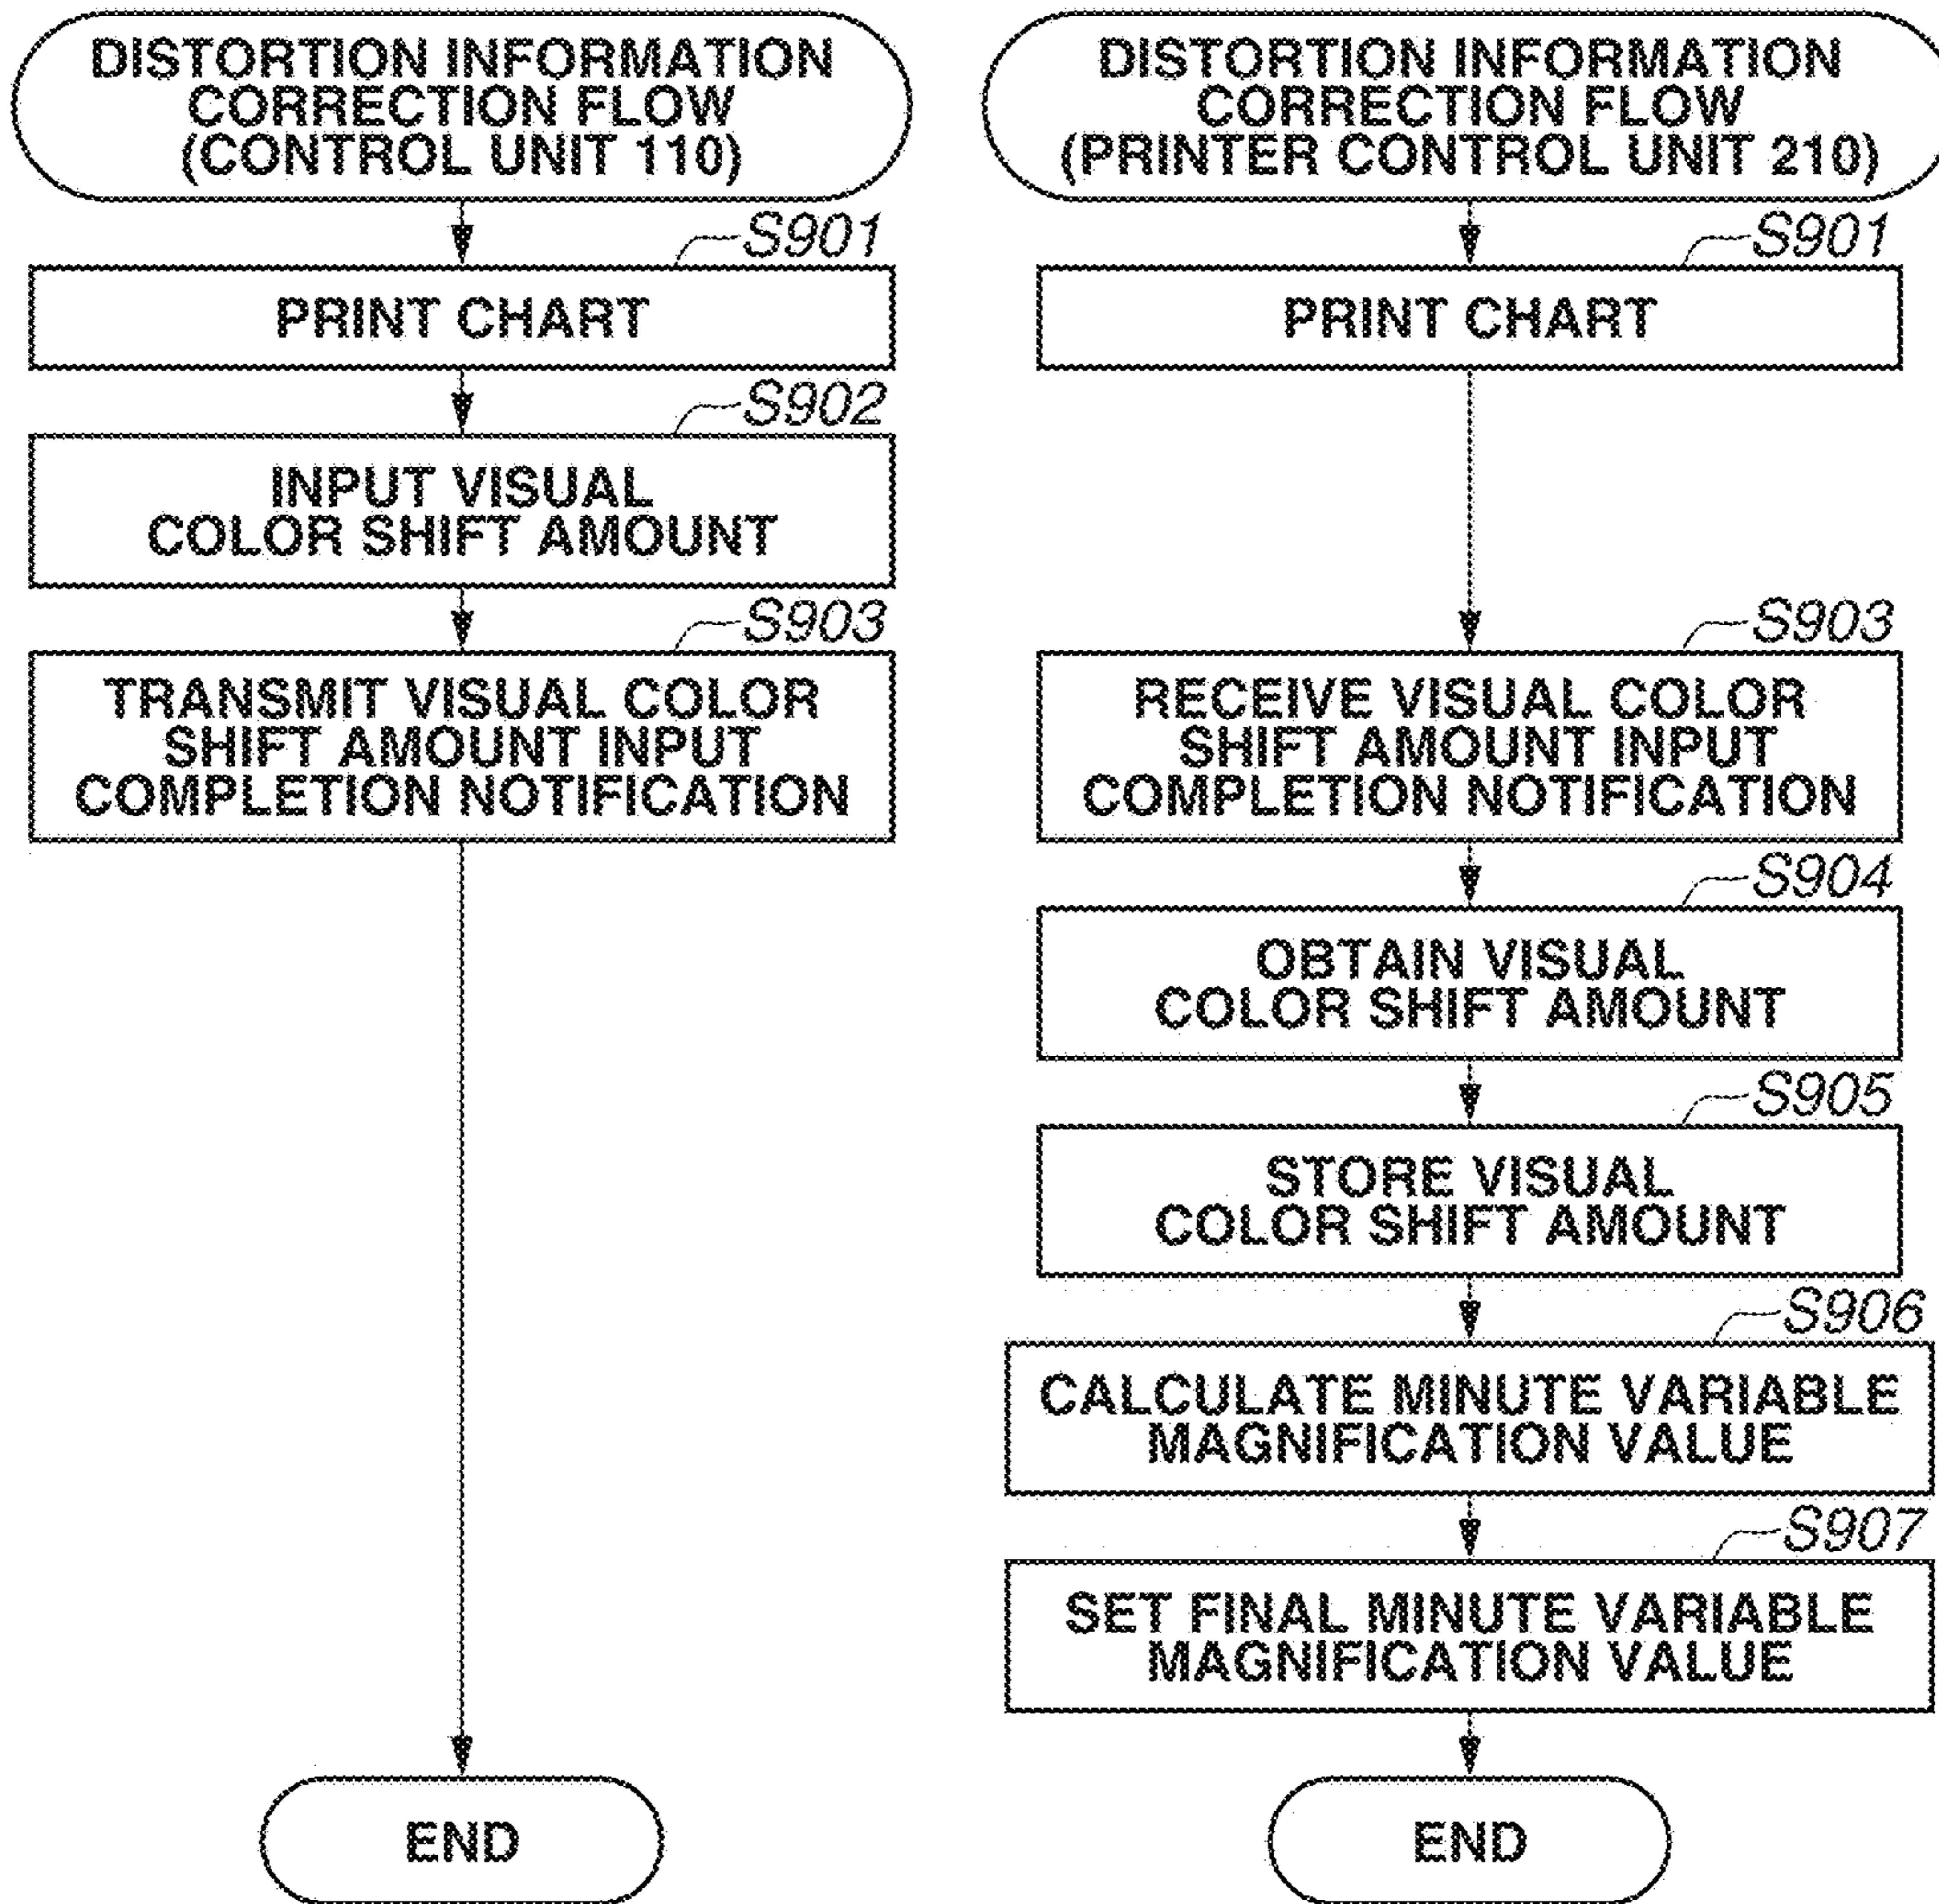 DISTORTION INFORMATION
CORRECTION FLOW
(CONTROL UNIT 110)
S901
PRINT CHART
S902
INPUT VISUAL
COLOR SHIFT AMOUNT
S903
TRANSMIT VISUAL COLOR
SHIFT AMOUNT INPUT
COMPLETION NOTIFICATION
END
DISTORTION INFORMATION
CORRECTION FLOW
(PRINTER CONTROL UNIT 210)
S901
PRINT CHART
S903
RECEIVE VISUAL COLOR
SHIFT AMOUNT INPUT
COMPLETION NOTIFICATION
S904
OBTAIN VISUAL
COLOR SHIFT AMOUNT
S905
STORE VISUAL
COLOR SHIFT AMOUNT
S906
CALCULATE MINUTE VARIABLE
MAGNIFICATION VALUE
S907
SET FINAL MINUTE VARIABLE
MAGNIFICATION VALUE
END